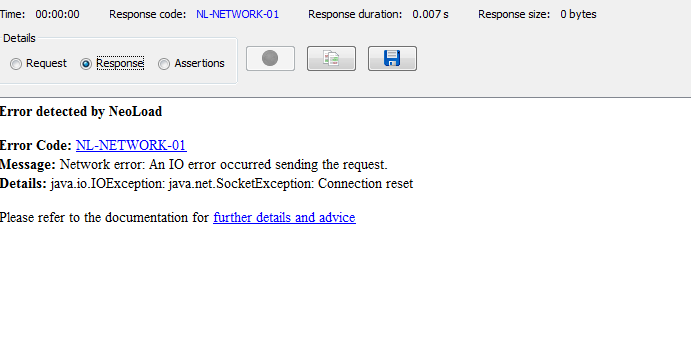 Time: 00:00:00 Response code: NL-NETWORK-01 Response duration: 0.007 s Response size: 0 bytes
Details
Request Response Assertions
Error detected by NeoLoad
Error Code: NL-NETWORK-01
Message: Network error: An IO error occurred sending the request.
Details: java.io.IOException: java.net.SocketException: Connection reset
Please refer to the documentation for further details and advice